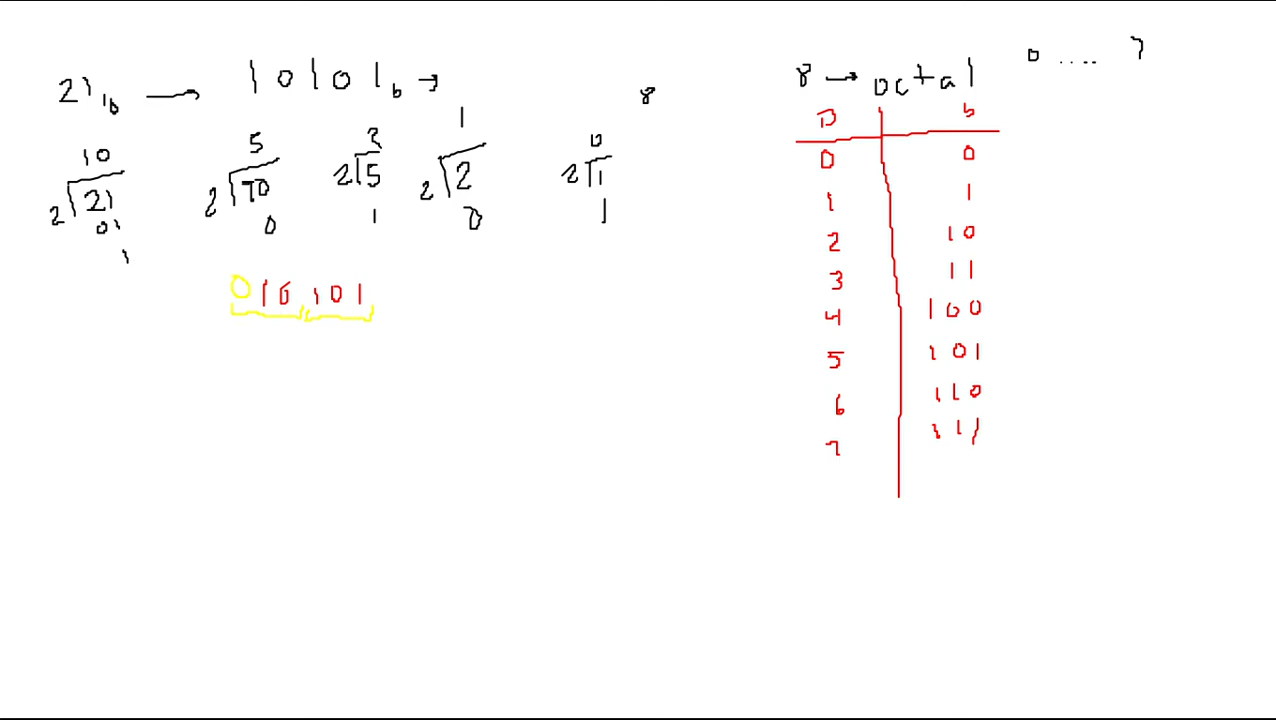 21₁₀ → 10101b → 8
10 5 2 1 0
2√21 2√10 2√5 2√2 2√1
01 0 1 0 1
1
010 101
8 → octal 0 .... 7
D b
0 0
1 1
2 10
3 11
4 100
5 101
6 110
7 111